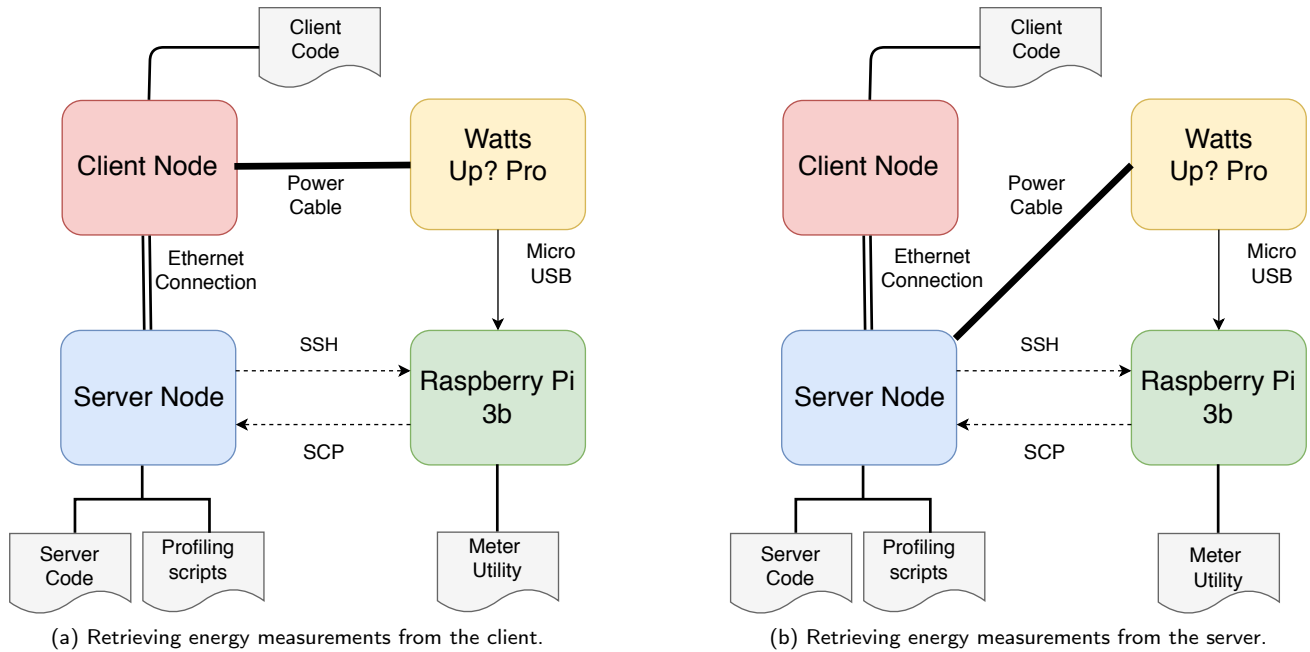 Client
Code
Client Node
Watts
Up? Pro
Power
Cable
Ethernet
Connection
Micro
USB
Server Node
SSH
Raspberry Pi
3b
SCP
Server
Code
Profiling
scripts
Meter
Utility
(a) Retrieving energy measurements from the client.
Client
Code
Client Node
Watts
Up? Pro
Power
Cable
Ethernet
Connection
Micro
USB
Server Node
SSH
Raspberry Pi
3b
SCP
Server
Code
Profiling
scripts
Meter
Utility
(b) Retrieving energy measurements from the server.